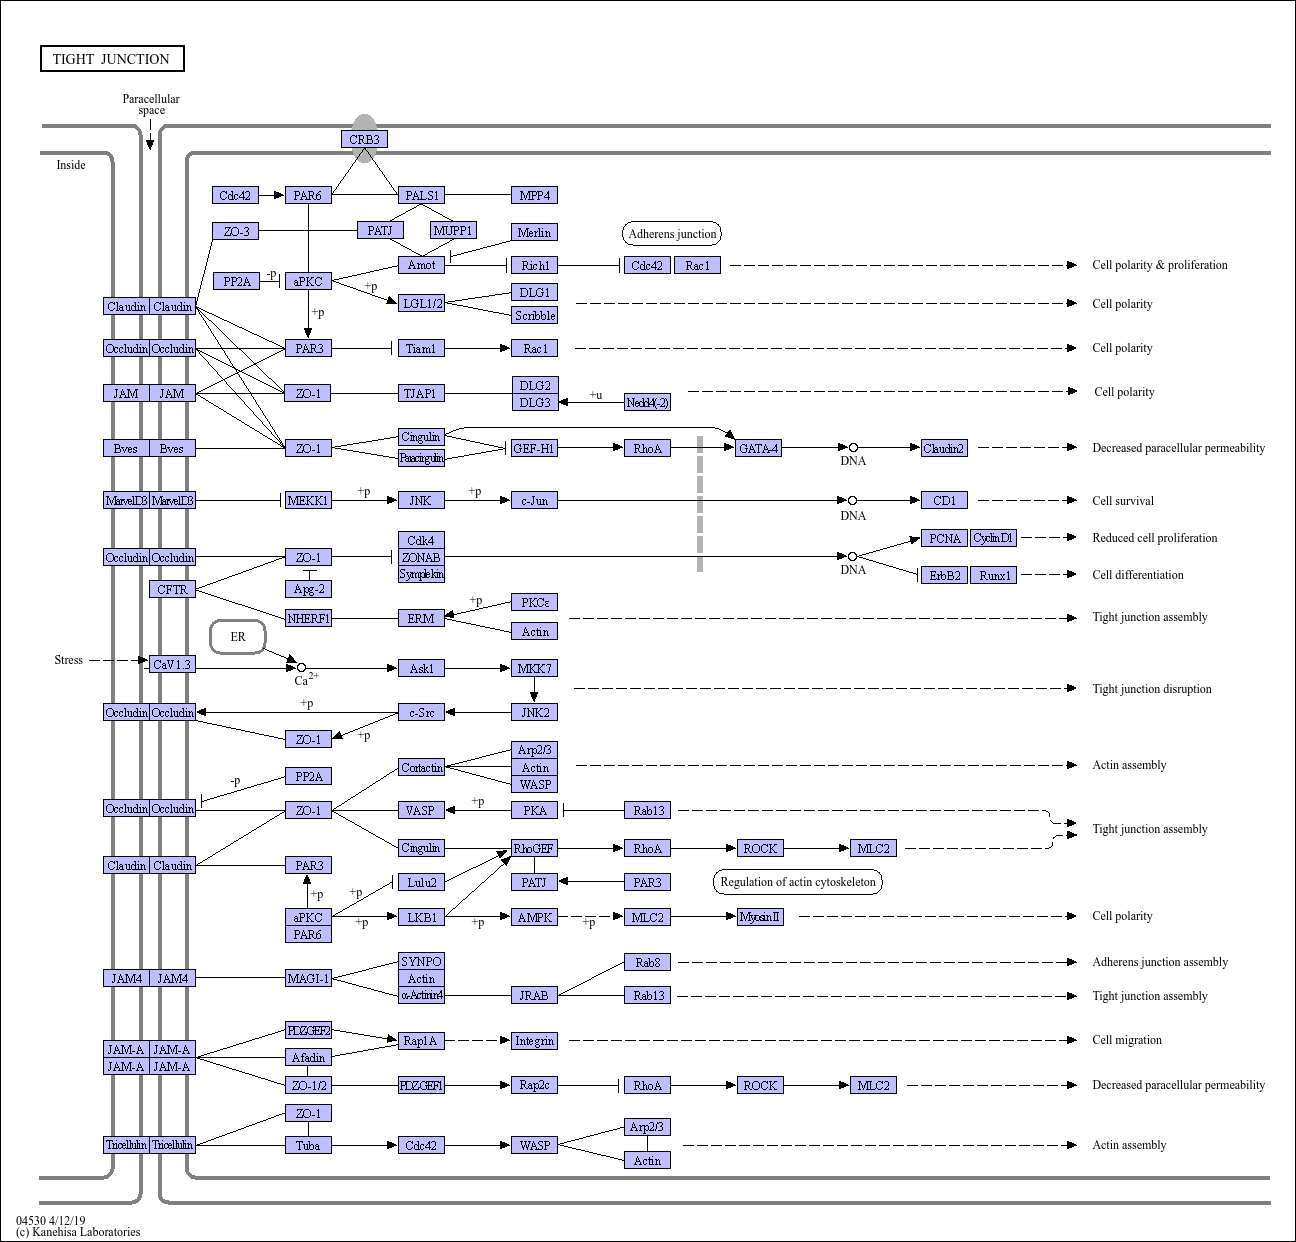 TIGHT JUNCTION
Paracellular
space
Inside
CRB3
Cdc42 PAR6 PALS1 MPP4
ZO-3 PATJ MUPP1 Merlin Adherens junction
Amot Rich1 Cdc42 Rac1 Cell polarity & proliferation
PP2A -p aPKC +p
DLG1
Claudin Claudin LGL1/2 Cell polarity
+p Scribble
Occludin Occludin PAR3 Tiam1 Rac1 Cell polarity
DLG2
JAM JAM ZO-1 TJAP1 Cell polarity
DLG3 +u Nedd4(-2)
Cingulin
Bves Bves ZO-1 GEF-H1 RhoA GATA-4 Claudin2 Decreased paracellular permeability
Paracingulin DNA
MarvelD3 MarvelD3 MEKK1 +p JNK +p c-Jun CD1 Cell survival
DNA
Cdk4 PCNA CyclinD1 Reduced cell proliferation
Occludin Occludin ZO-1 ZONAB
DNA
Symplekin ErbB2 Runx1 Cell differentiation
CFTR Apg-2
+p PKCε
NHERF1 ERM Tight junction assembly
Actin
ER
Stress CaV1.3 Ask1 MKK7
Ca2+
Tight junction disruption
Occludin Occludin +p c-Src JNK2
ZO-1 +p
Arp2/3
Cortactin Actin Actin assembly
-p PP2A WASP
Occludin Occludin ZO-1 VASP +p PKA Rab13
Tight junction assembly
Cingulin RhoGEF RhoA ROCK MLC2
Claudin Claudin PAR3
+p +p Lulu2 PATJ PAR3 Regulation of actin cytoskeleton
aPKC +p LKB1 +p AMPK +p MLC2 MyosinII Cell polarity
PAR6
SYNPO Rab8 Adherens junction assembly
JAM4 JAM4 MAGI-1 Actin
α-Actinin4 JRAB Rab13 Tight junction assembly
PDZGEF2
Rap1A Integrin Cell migration
JAM-A JAM-A Afadin
JAM-A JAM-A
ZO-1/2 PDZGEF1 Rap2c RhoA ROCK MLC2 Decreased paracellular permeability
ZO-1
Arp2/3
Tricellulin Tricellulin Tuba Cdc42 WASP Actin assembly
Actin
04530 4/12/19
(c) Kanehisa Laboratories